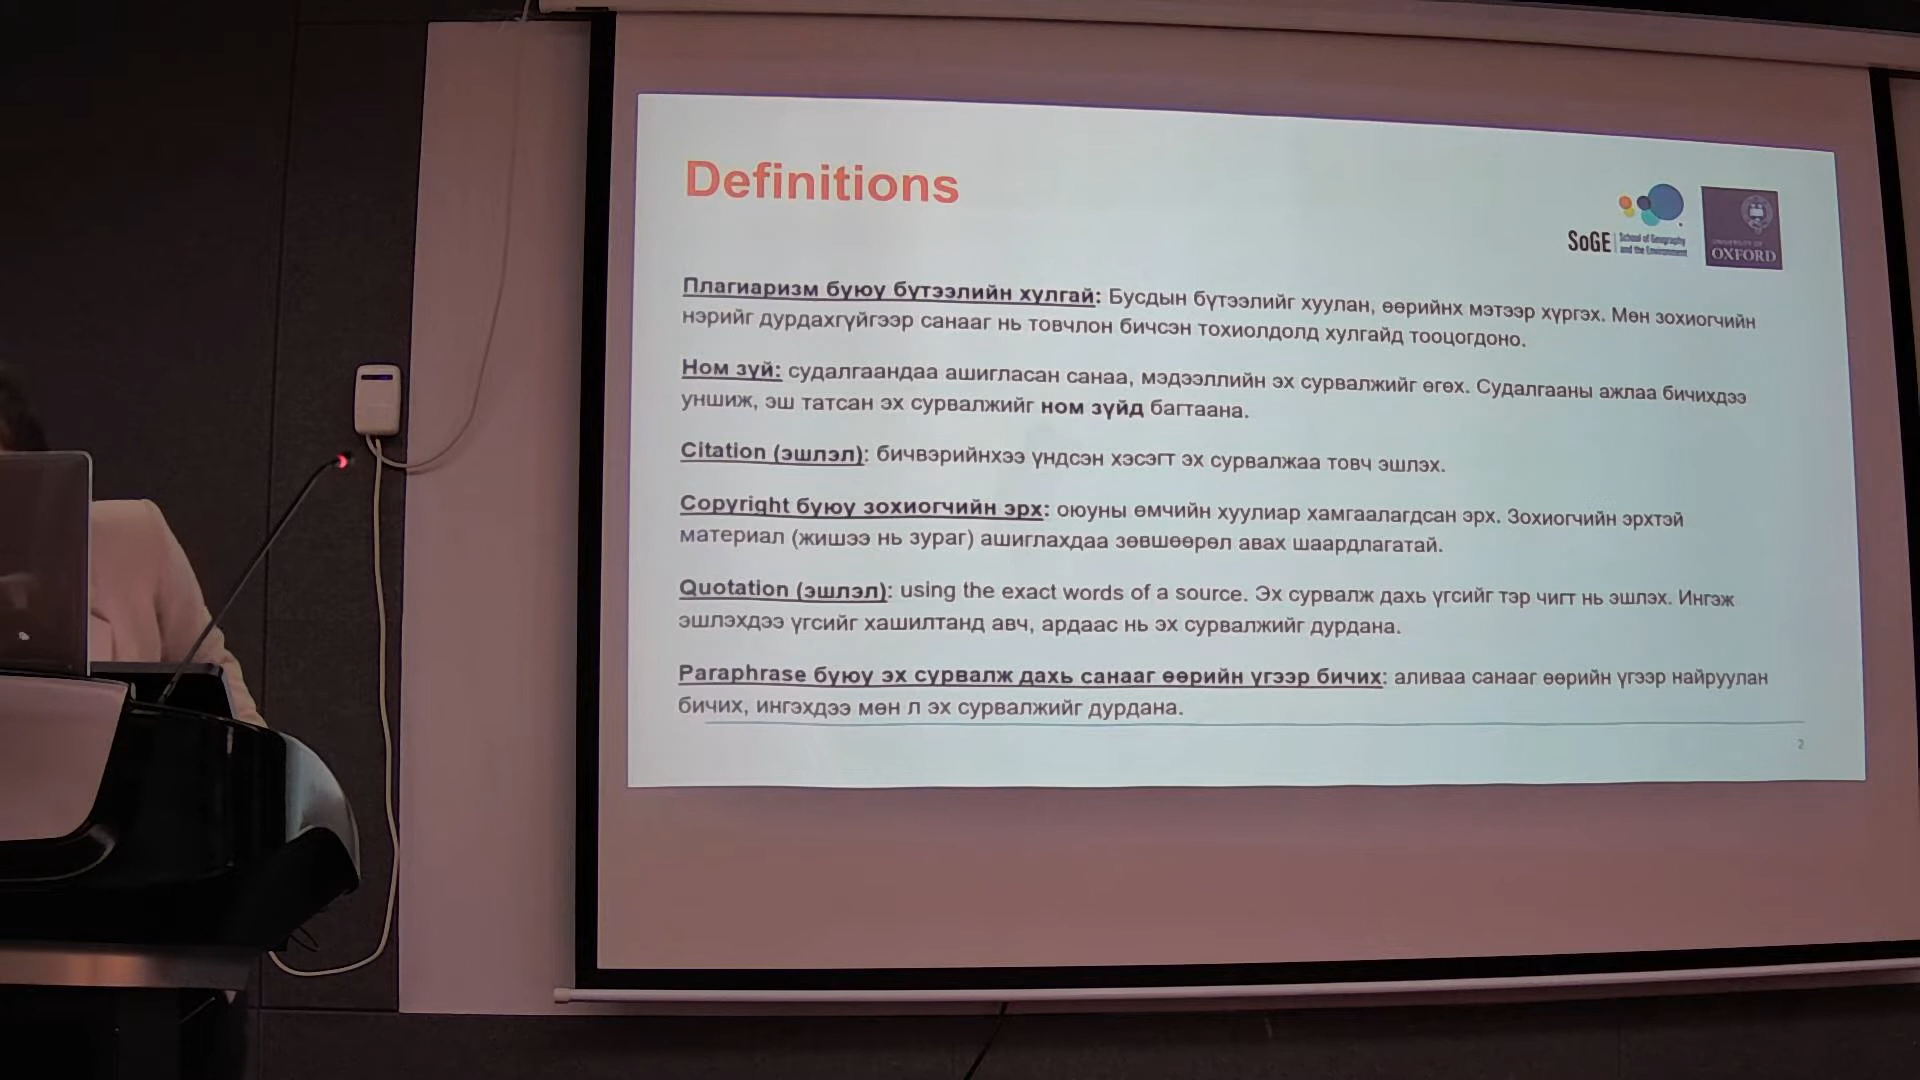 Definitions
SoGE
School of Geography
and the Environment
UNIVERSITY OF
OXFORD
Плагиаризм буюу бүтээлийн хулгай: Бусдын бүтээлийг хуулан, өөрийнх мэтээр хүргэх. Мөн зохиогчийн
нэрийг дурдахгүйгээр санааг нь товчлон бичсэн тохиолдолд хулгайд тооцогдоно.
Ном зүй: судалгаандаа ашигласан санаа, мэдээллийн эх сурвалжийг өгөх. Судалгааны ажлаа бичихдээ
уншиж, эш татсан эх сурвалжийг ном зүйд багтаана.
Citation (эшлэл): бичвэрийнхээ үндсэн хэсэгт эх сурвалжаа товч эшлэх.
Copyright буюу зохиогчийн эрх: оюуны өмчийн хуулиар хамгаалагдсан эрх. Зохиогчийн эрхтэй
материал (жишээ нь зураг) ашиглахдаа зөвшөөрөл авах шаардлагатай.
Quotation (эшлэл): using the exact words of a source. Эх сурвалж дахь үгсийг тэр чигт нь эшлэх. Ингэж
эшлэхдээ үгсийг хашилтанд авч, ардаас нь эх сурвалжийг дурдана.
Paraphrase буюу эх сурвалж дахь санааг өөрийн үгээр бичих: аливаа санааг өөрийн үгээр найруулан
бичих, ингэхдээ мөн л эх сурвалжийг дурдана.
2